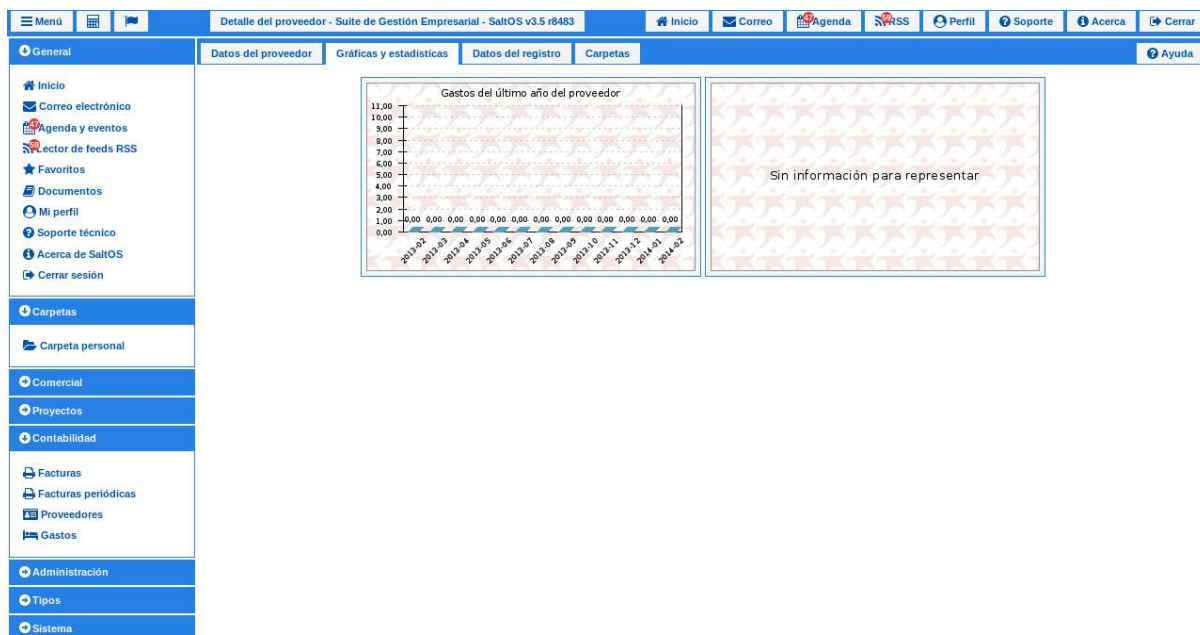 Menú
Detalle del proveedor - Suite de Gestión Empresarial - SaltOS v3.5 r8483
Inicio
Correo
47
Agenda
59
RSS
Perfil
Soporte
Acerca
Cerrar
General
Datos del proveedor
Gráficas y estadísticas
Datos del registro
Carpetas
Ayuda
Inicio
Correo electrónico
47
Agenda y eventos
59
Lector de feeds RSS
Favoritos
Documentos
Mi perfil
Soporte técnico
Acerca de SaltOS
Cerrar sesión
Carpetas
Carpeta personal
Comercial
Proyectos
Contabilidad
Facturas
Facturas periódicas
Proveedores
Gastos
Administración
Tipos
Sistema
Gastos del último año del proveedor
11,00
10,00
9,00
8,00
7,00
6,00
5,00
4,00
3,00
2,00
1,00
0,00
0,00 0,00 0,00 0,00 0,00 0,00 0,00 0,00 0,00 0,00 0,00 0,00 0,00
2013-02 2013-03 2013-04 2013-05 2013-06 2013-07 2013-08 2013-09 2013-10 2013-11 2013-12 2014-01 2014-02
Sin información para representar